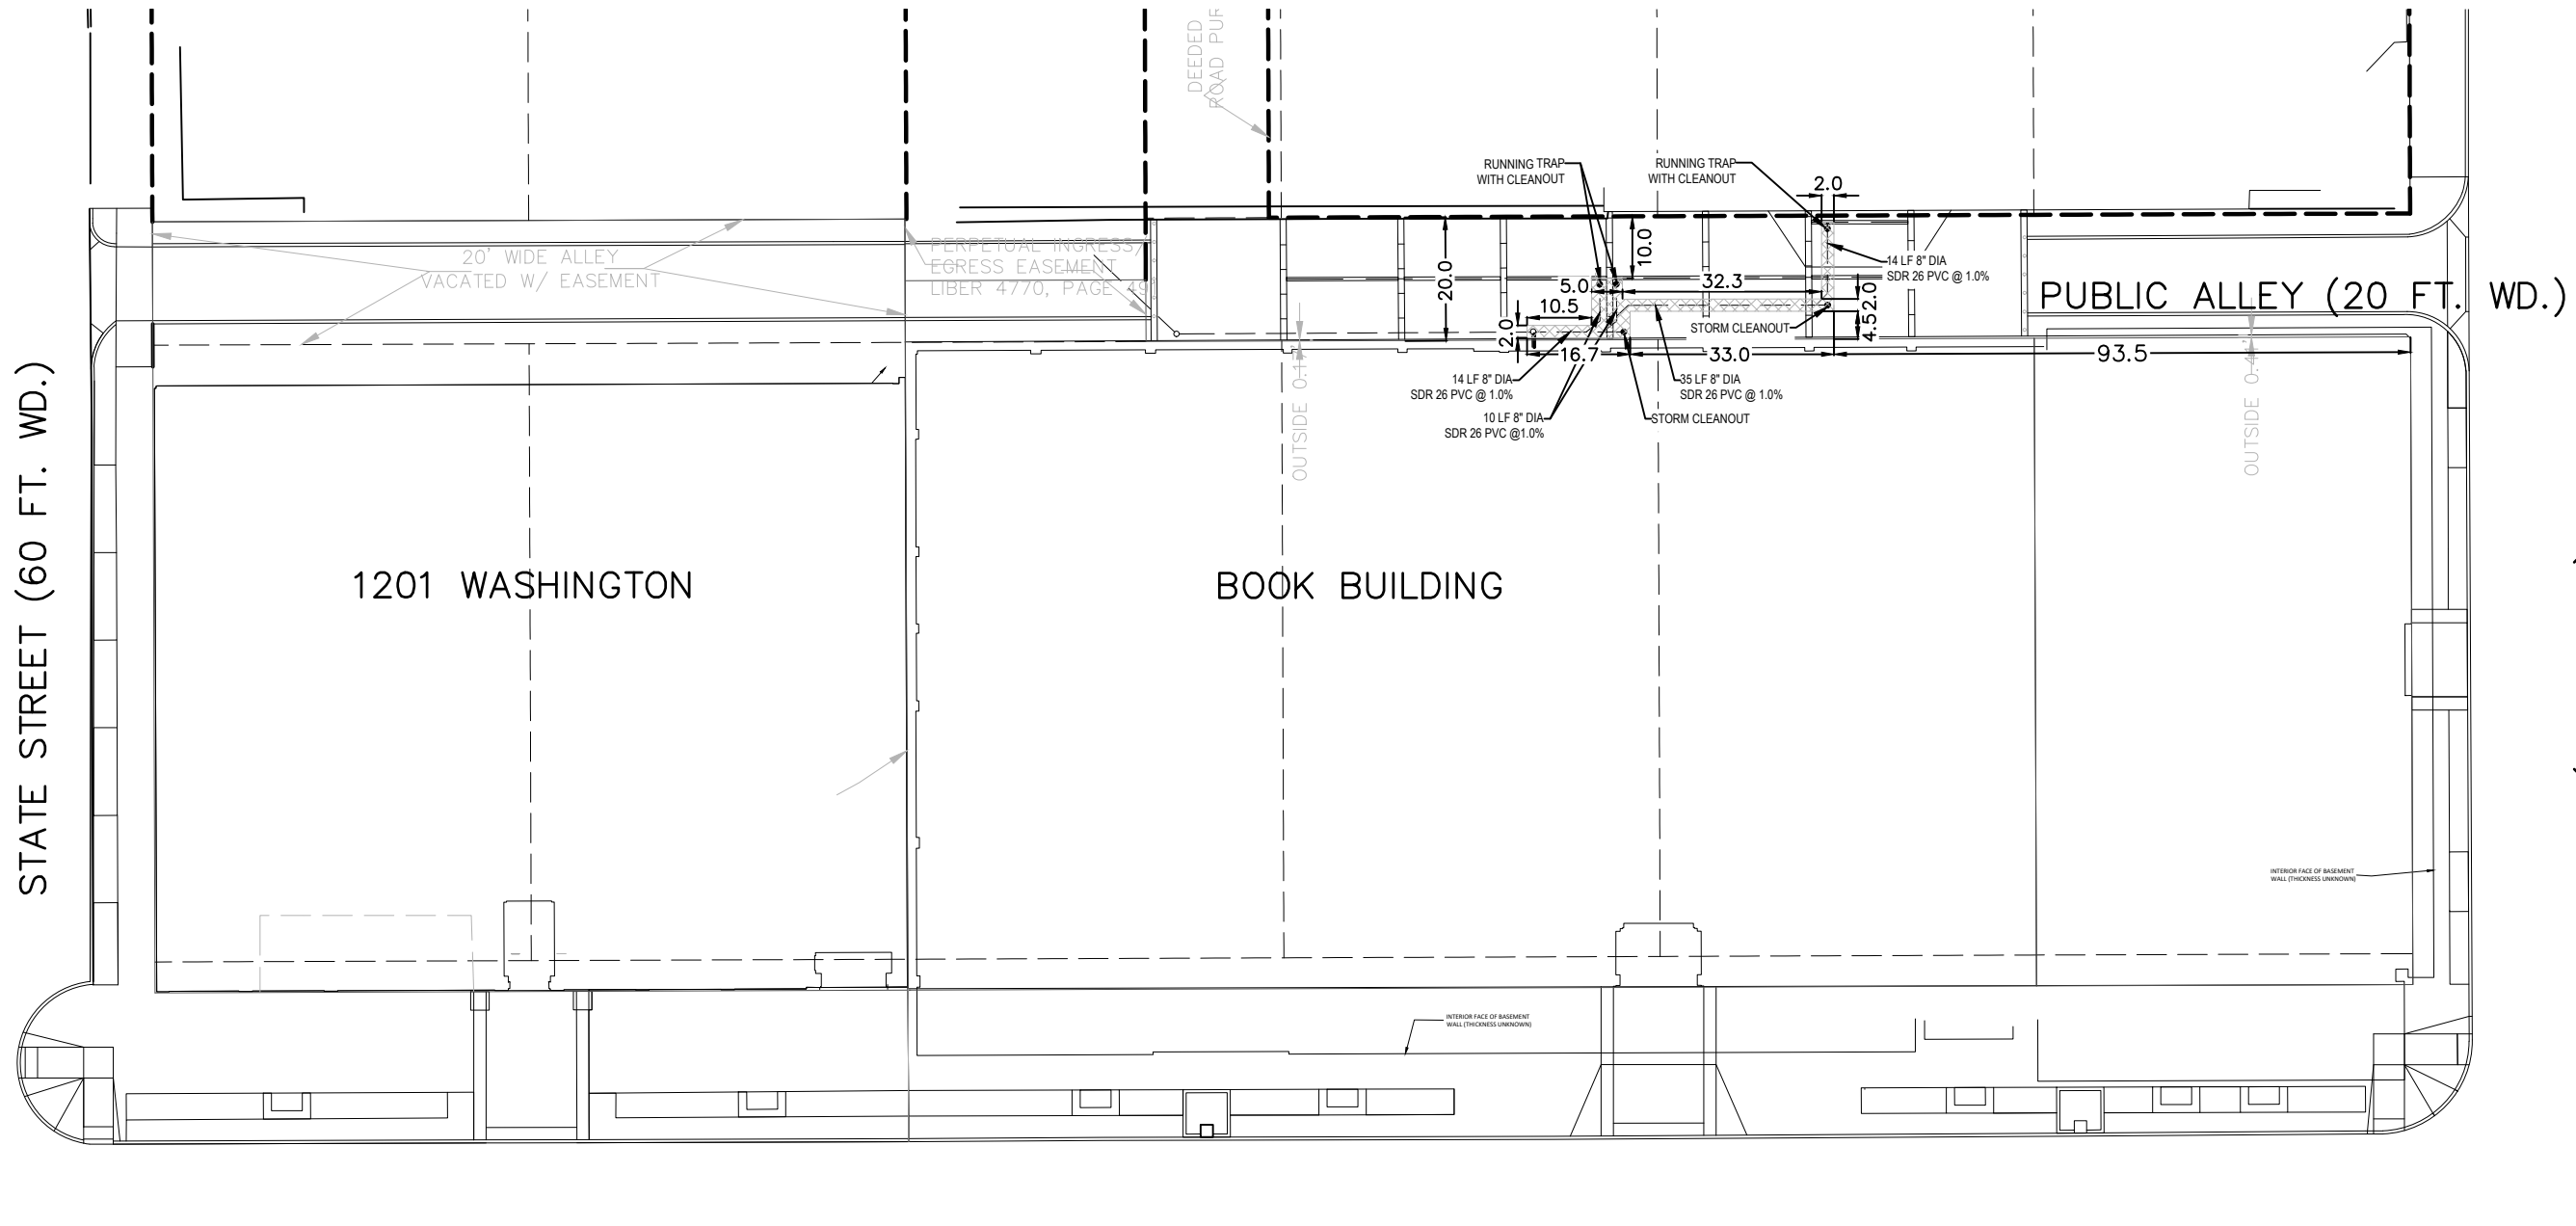 DEEDED
ROAD PUR
RUNNING TRAP
WITH CLEANOUT
RUNNING TRAP
WITH CLEANOUT
2.0
20' WIDE ALLEY
VACATED W/ EASEMENT
PERPETUAL INGRESS/
EGRESS EASEMENT
LIBER 4770, PAGE 49
20.0
10.0
14 LF 8" DIA
SDR 26 PVC @ 1.0%
5.0
32.3
10.5
2.0
STORM CLEANOUT
2.0
4.5
PUBLIC ALLEY (20 FT. WD.)
16.7
33.0
93.5
14 LF 8" DIA
SDR 26 PVC @ 1.0%
35 LF 8" DIA
SDR 26 PVC @ 1.0%
10 LF 8" DIA
SDR 26 PVC @1.0%
STORM CLEANOUT
OUTSIDE
OUTSIDE
STATE STREET (60 FT. WD.)
1201 WASHINGTON
BOOK BUILDING
INTERIOR FACE OF BASEMENT
WALL (THICKNESS UNKNOWN)
INTERIOR FACE OF BASEMENT
WALL (THICKNESS UNKNOWN)